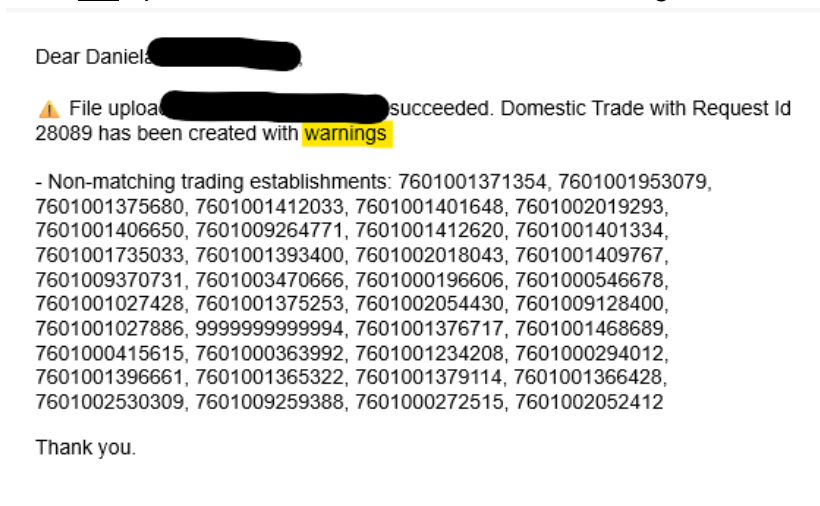 Dear Daniela
⚠ File uploa succeeded. Domestic Trade with Request Id
28089 has been created with warnings
- Non-matching trading establishments: 7601001371354, 7601001953079,
7601001375680, 7601001412033, 7601001401648, 7601002019293,
7601001406650, 7601009264771, 7601001412620, 7601001401334,
7601001735033, 7601001393400, 7601002018043, 7601001409767,
7601009370731, 7601003470666, 7601000196606, 7601000546678,
7601001027428, 7601001375253, 7601002054430, 7601009128400,
7601001027886, 9999999999994, 7601001376717, 7601001468689,
7601000415615, 7601000363992, 7601001234208, 7601000294012,
7601001396661, 7601001365322, 7601001379114, 7601001366428,
7601002530309, 7601009259388, 7601000272515, 7601002052412
Thank you.